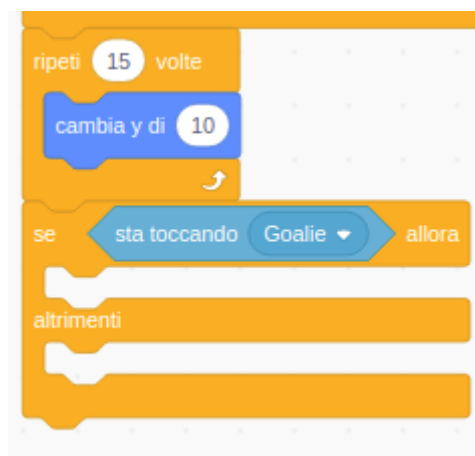 ripeti 15 volte
cambia y di 10
se sta toccando Goalie allora
altrimenti